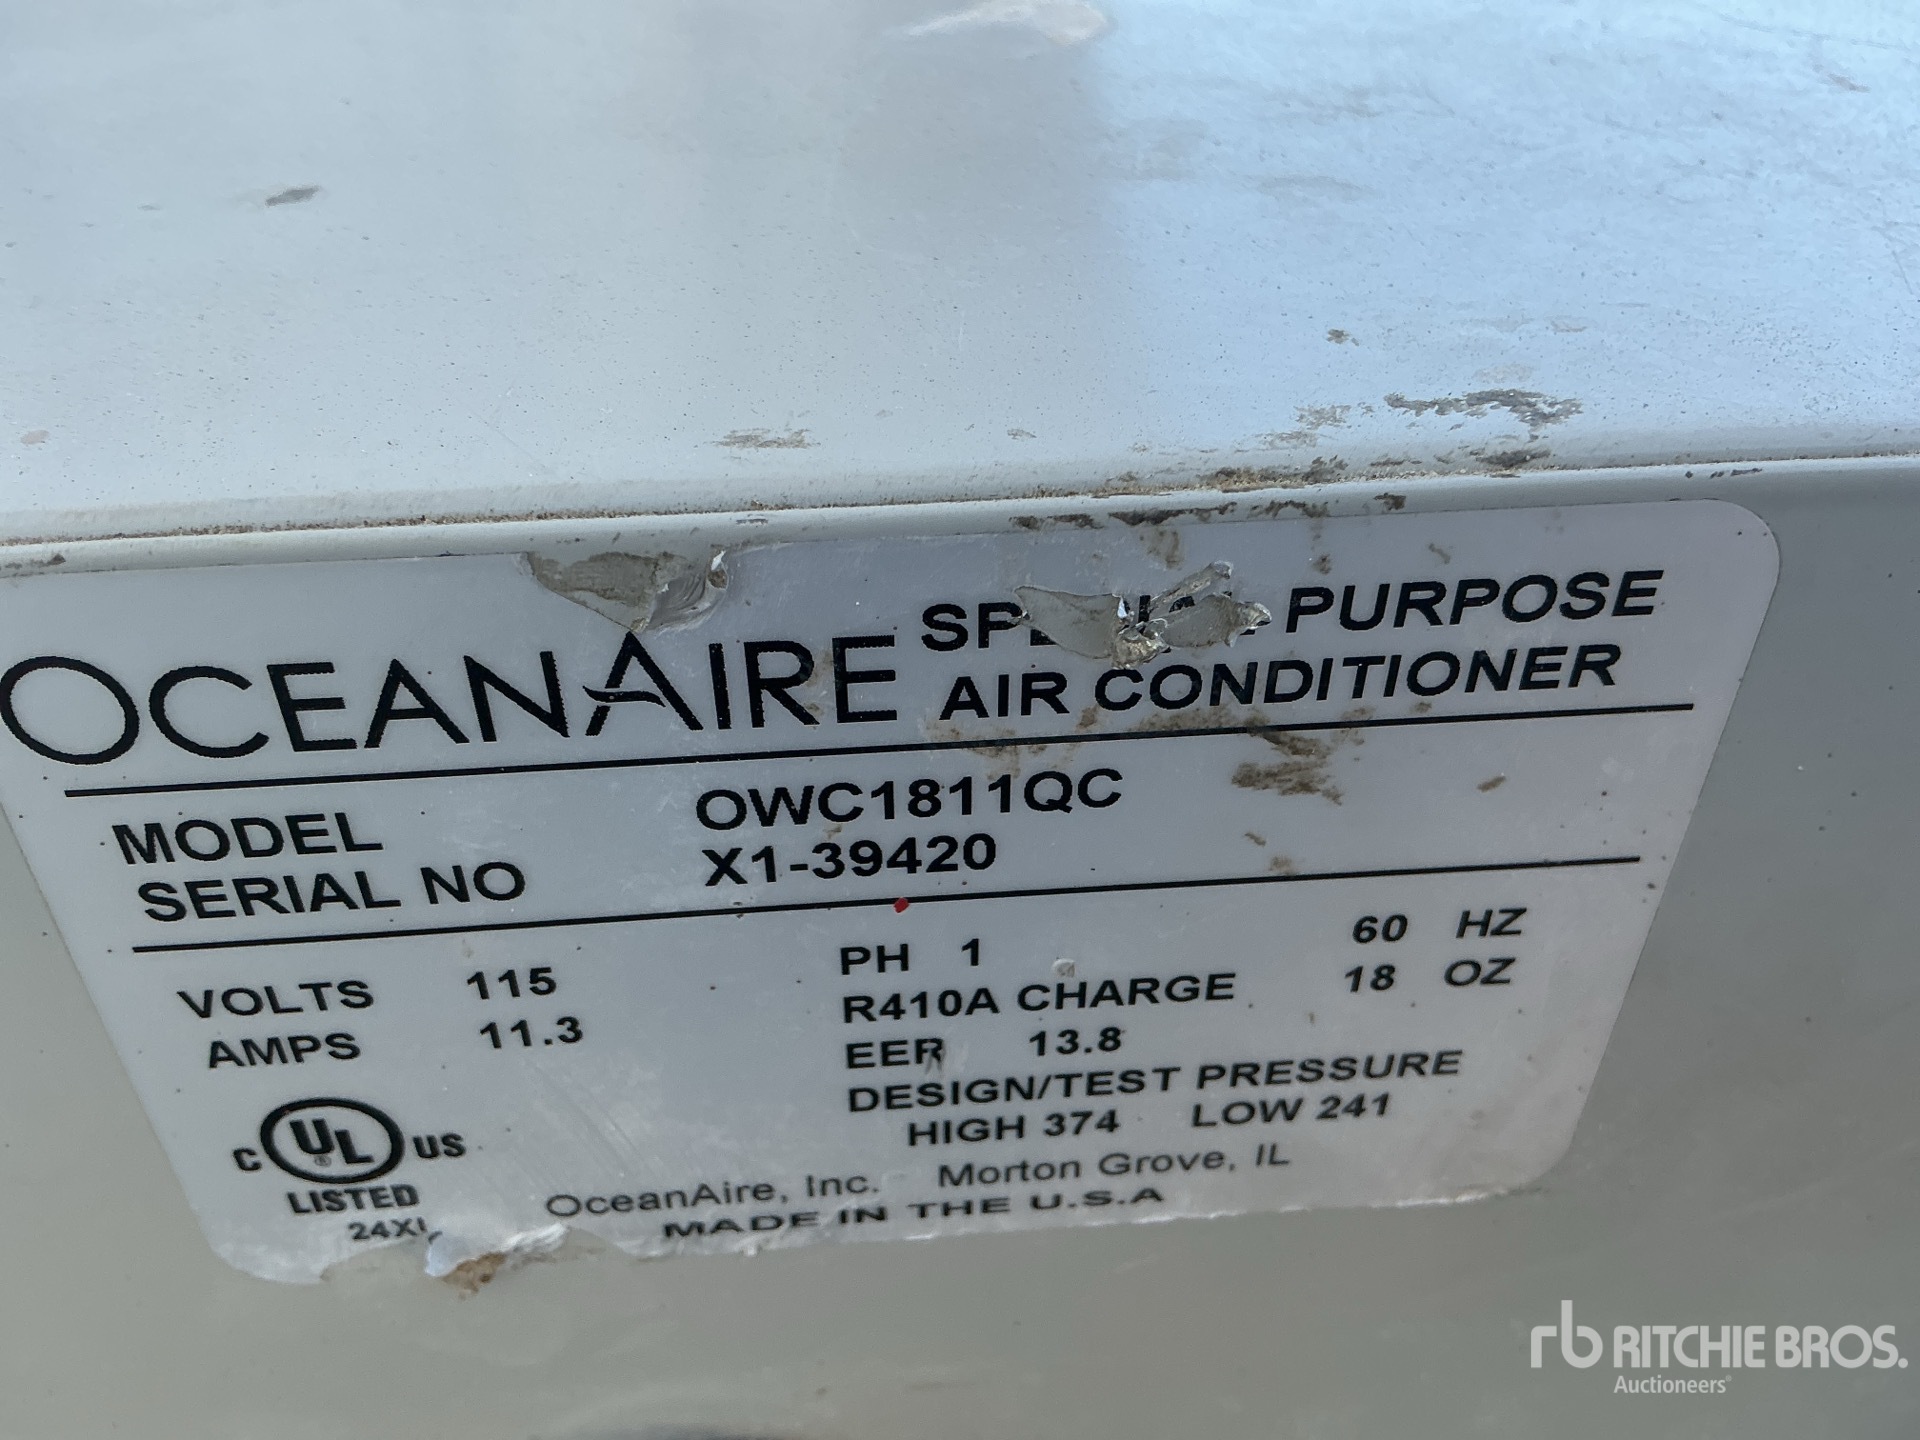 OCEANAIRE SPECIAL PURPOSE
AIR CONDITIONER
MODEL OWC1811QC
SERIAL NO X1-39420
VOLTS 115 PH 1 60 HZ
AMPS 11.3 R410A CHARGE 18 OZ
EER 13.8
DESIGN/TEST PRESSURE
HIGH 374 LOW 241
C UL ® US
LISTED
OceanAire, Inc. Morton Grove, IL
MADE IN THE U.S.A
rb RITCHIE BROS.
Auctioneers